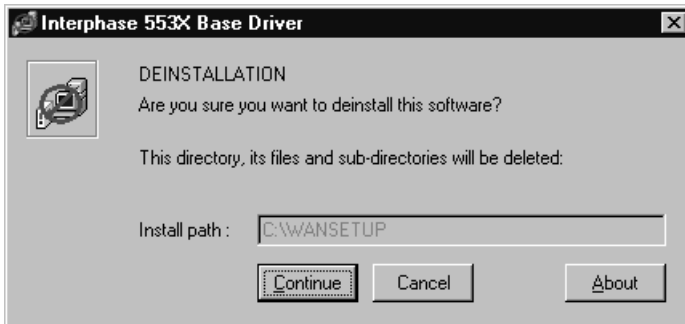 Interphase 553X Base Driver
DEINSTALLATION
Are you sure you want to deinstall this software?
This directory, its files and sub-directories will be deleted:
Install path : C:\WANSETUP
Continue Cancel About